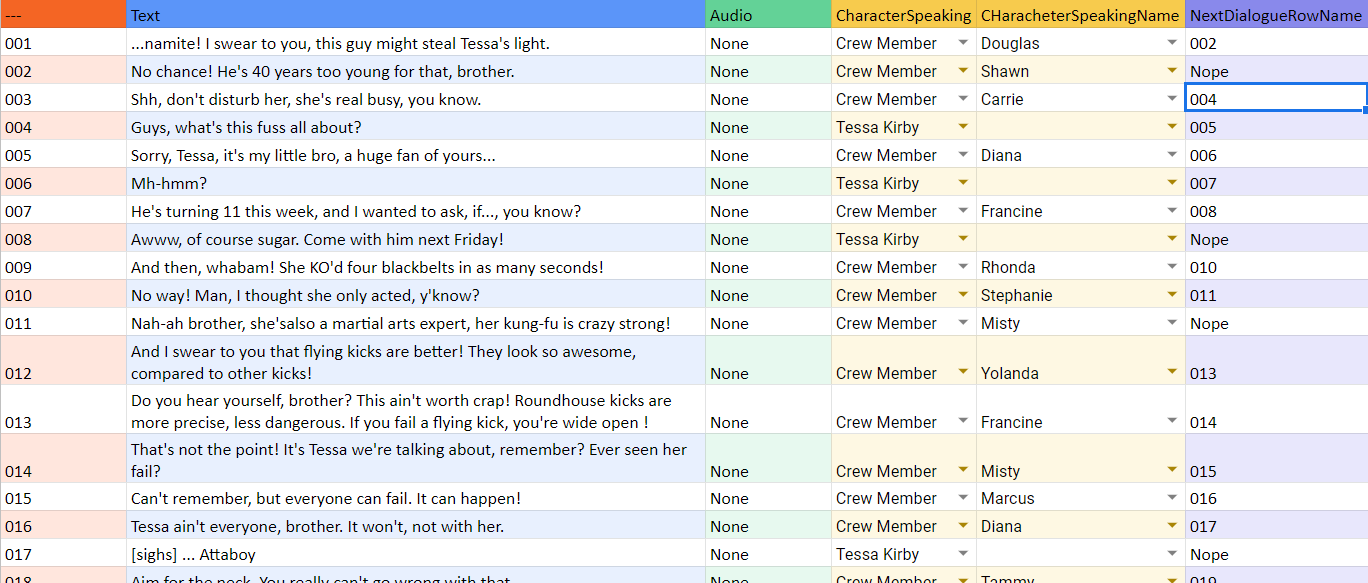 --- Text Audio CharacterSpeaking CHaracheterSpeakingName NextDialogueRowName
001 ...namite! I swear to you, this guy might steal Tessa's light. None Crew Member Douglas 002
002 No chance! He's 40 years too young for that, brother. None Crew Member Shawn Nope
003 Shh, don't disturb her, she's real busy, you know. None Crew Member Carrie 004
004 Guys, what's this fuss all about? None Tessa Kirby 005
005 Sorry, Tessa, it's my little bro, a huge fan of yours... None Crew Member Diana 006
006 Mh-hmm? None Tessa Kirby 007
007 He's turning 11 this week, and I wanted to ask, if..., you know? None Crew Member Francine 008
008 Awww, of course sugar. Come with him next Friday! None Tessa Kirby Nope
009 And then, whabam! She KO'd four blackbelts in as many seconds! None Crew Member Rhonda 010
010 No way! Man, I thought she only acted, y'know? None Crew Member Stephanie 011
011 Nah-ah brother, she'salso a martial arts expert, her kung-fu is crazy strong! None Crew Member Misty Nope
And I swear to you that flying kicks are better! They look so awesome,
012 compared to other kicks! None Crew Member Yolanda 013
Do you hear yourself, brother? This ain't worth crap! Roundhouse kicks are
013 more precise, less dangerous. If you fail a flying kick, you're wide open ! None Crew Member Francine 014
That's not the point! It's Tessa we're talking about, remember? Ever seen her
014 fail? None Crew Member Misty 015
015 Can't remember, but everyone can fail. It can happen! None Crew Member Marcus 016
016 Tessa ain't everyone, brother. It won't, not with her. None Crew Member Diana 017
017 [sighs] ... Attaboy None Tessa Kirby Nope
018 Aim for the neck. You really can't go wrong with that None Crew Member Tammy 019